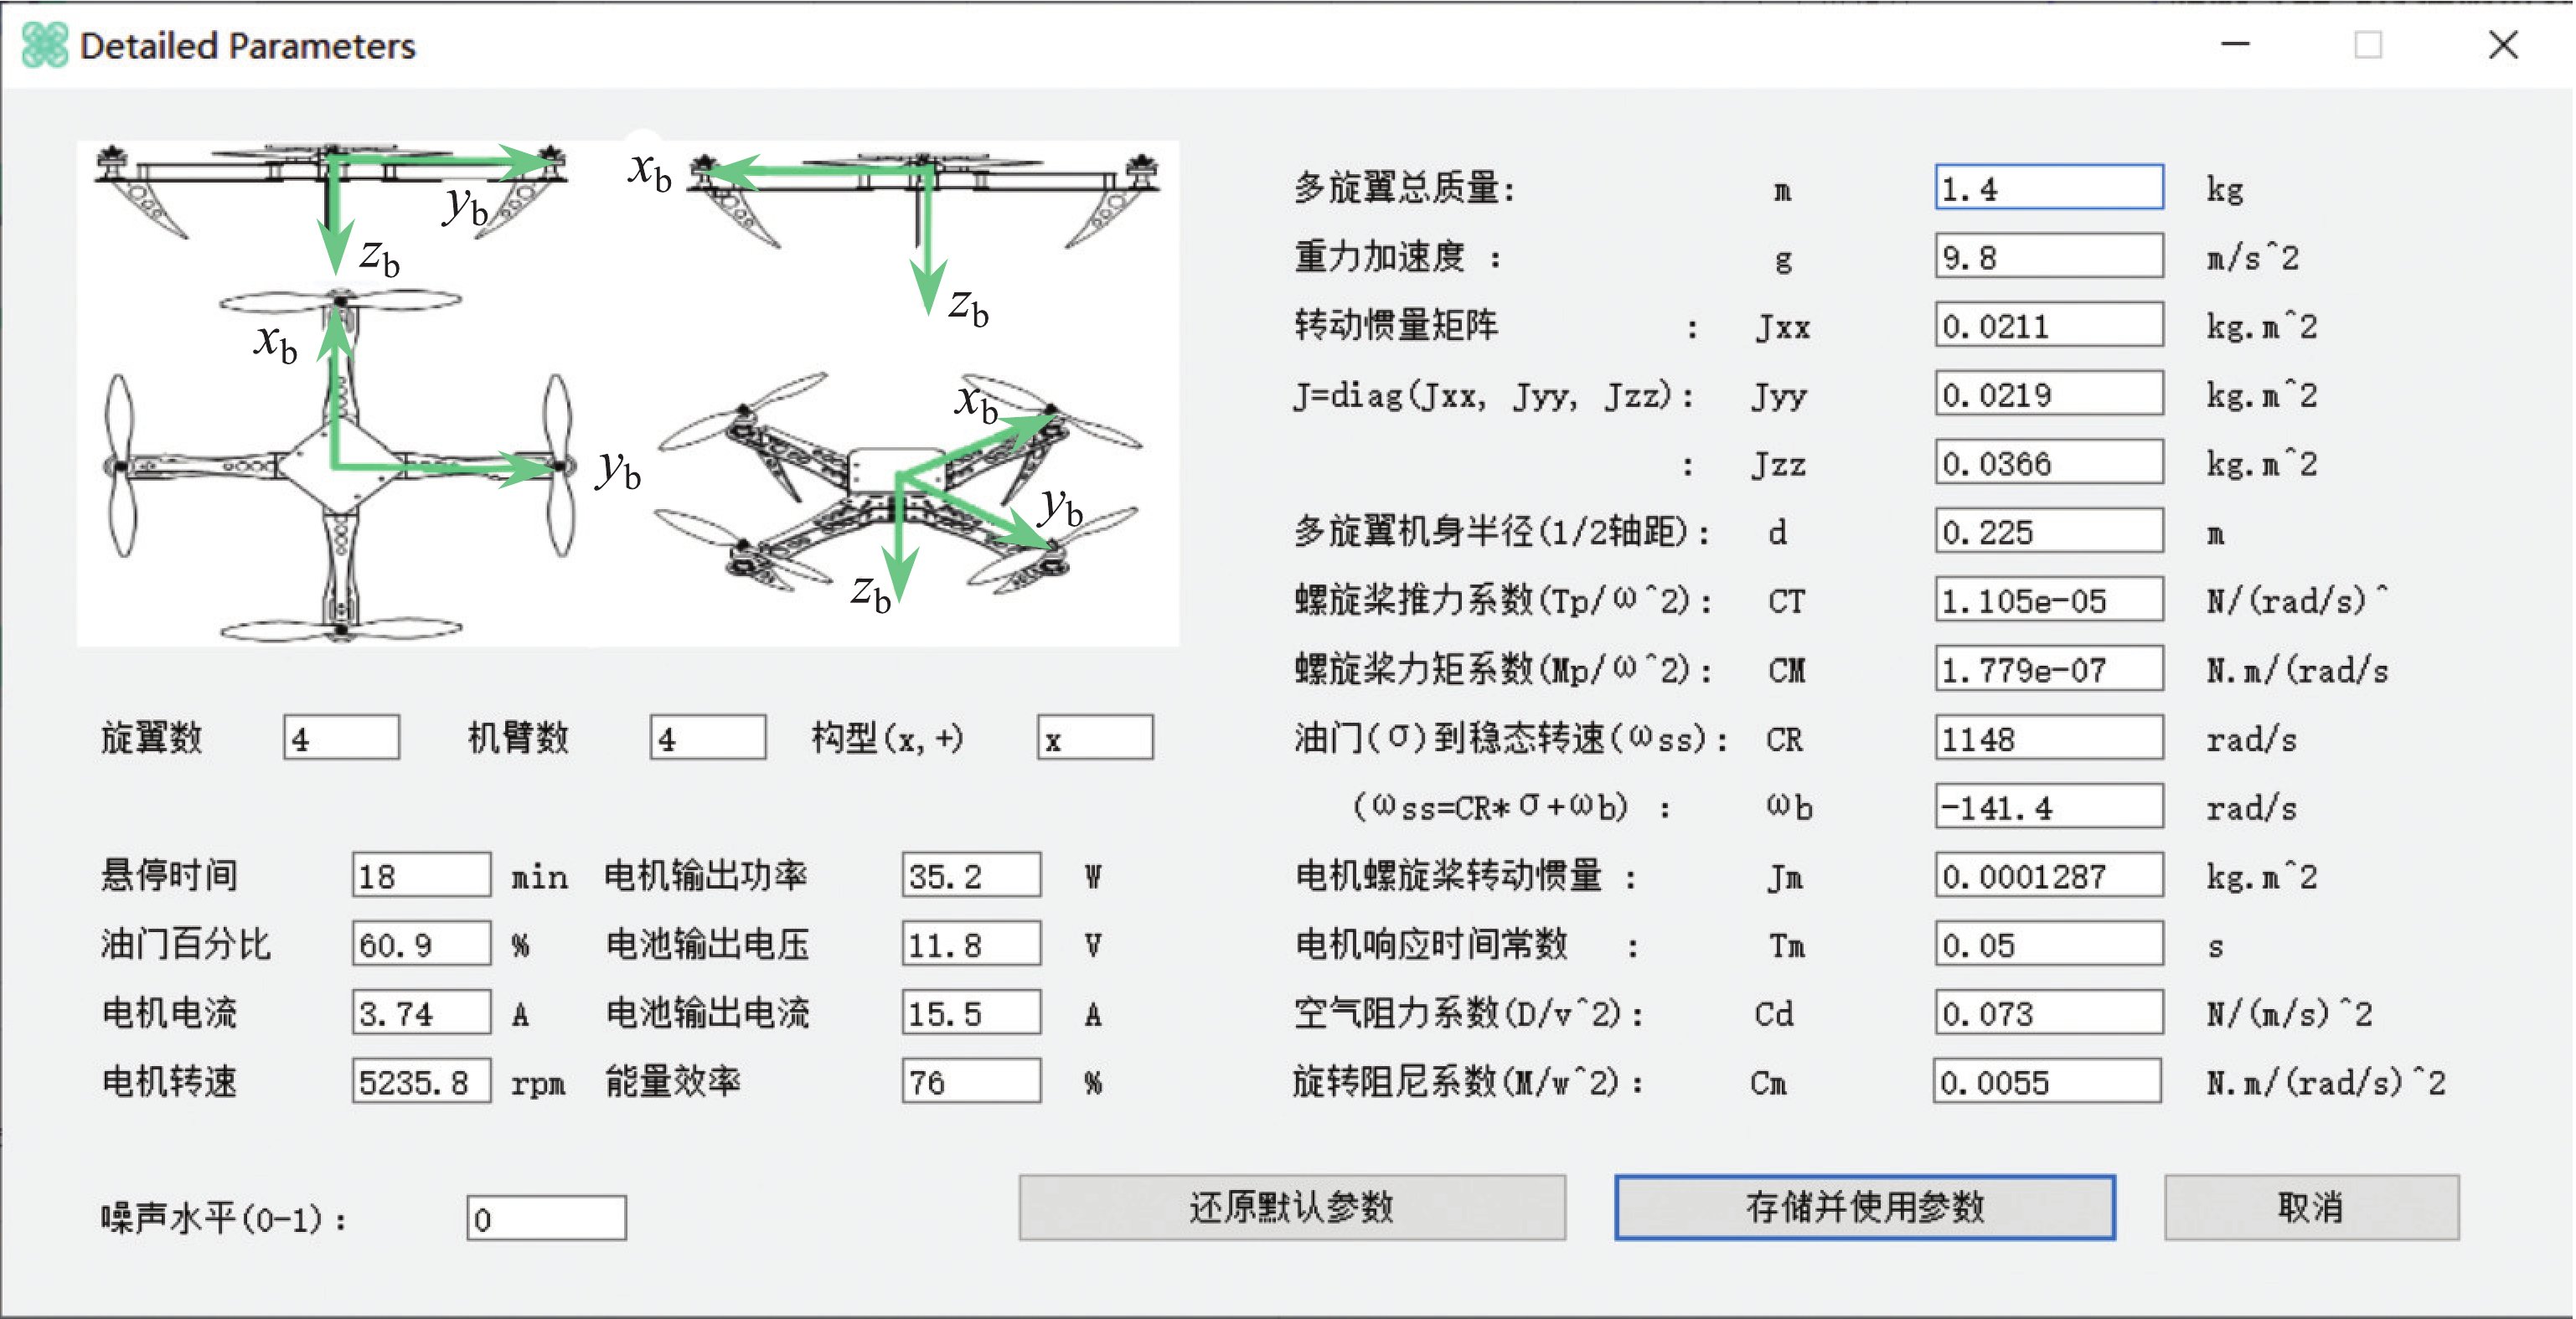 Detailed Parameters
yb
zb
xb
zb
xb
yb
xb
yb
zb
旋翼数 4 机臂数 4 构型(x,+) x
悬停时间 18 min 电机输出功率 35.2 W
油门百分比 60.9 % 电池输出电压 11.8 V
电机电流 3.74 A 电池输出电流 15.5 A
电机转速 5235.8 rpm 能量效率 76 %
噪声水平(0-1): 0
多旋翼总质量: m 1.4 kg
重力加速度 : g 9.8 m/s^2
转动惯量矩阵 : Jxx 0.0211 kg.m^2
J=diag(Jxx, Jyy, Jzz): Jyy 0.0219 kg.m^2
: Jzz 0.0366 kg.m^2
多旋翼机身半径(1/2轴距): d 0.225 m
螺旋桨推力系数(Tp/ω^2): CT 1.105e-05 N/(rad/s)^
螺旋桨力矩系数(Mp/ω^2): CM 1.779e-07 N.m/(rad/s
油门(σ)到稳态转速(ωss): CR 1148 rad/s
(ωss=CR*σ+ωb) : ωb -141.4 rad/s
电机螺旋桨转动惯量 : Jm 0.0001287 kg.m^2
电机响应时间常数 : Tm 0.05 s
空气阻力系数(D/v^2): Cd 0.073 N/(m/s)^2
旋转阻尼系数(M/w^2): Cm 0.0055 N.m/(rad/s)^2
还原默认参数 存储并使用参数 取消